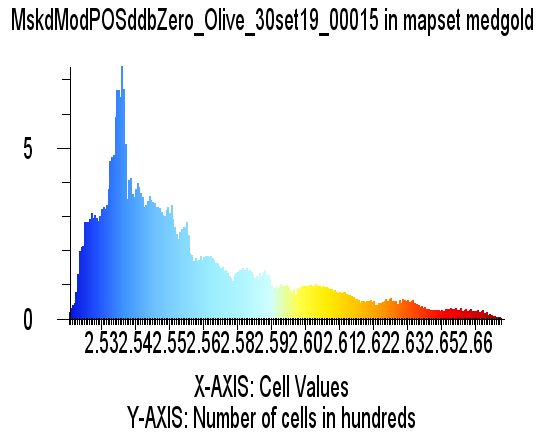 MskdModPOSddbZero_Olive_30set19_00015 in mapset medgold
5
0
2.532.542.552.562.582.592.602.612.622.632.652.66
X-AXIS: Cell Values
Y-AXIS: Number of cells in hundreds